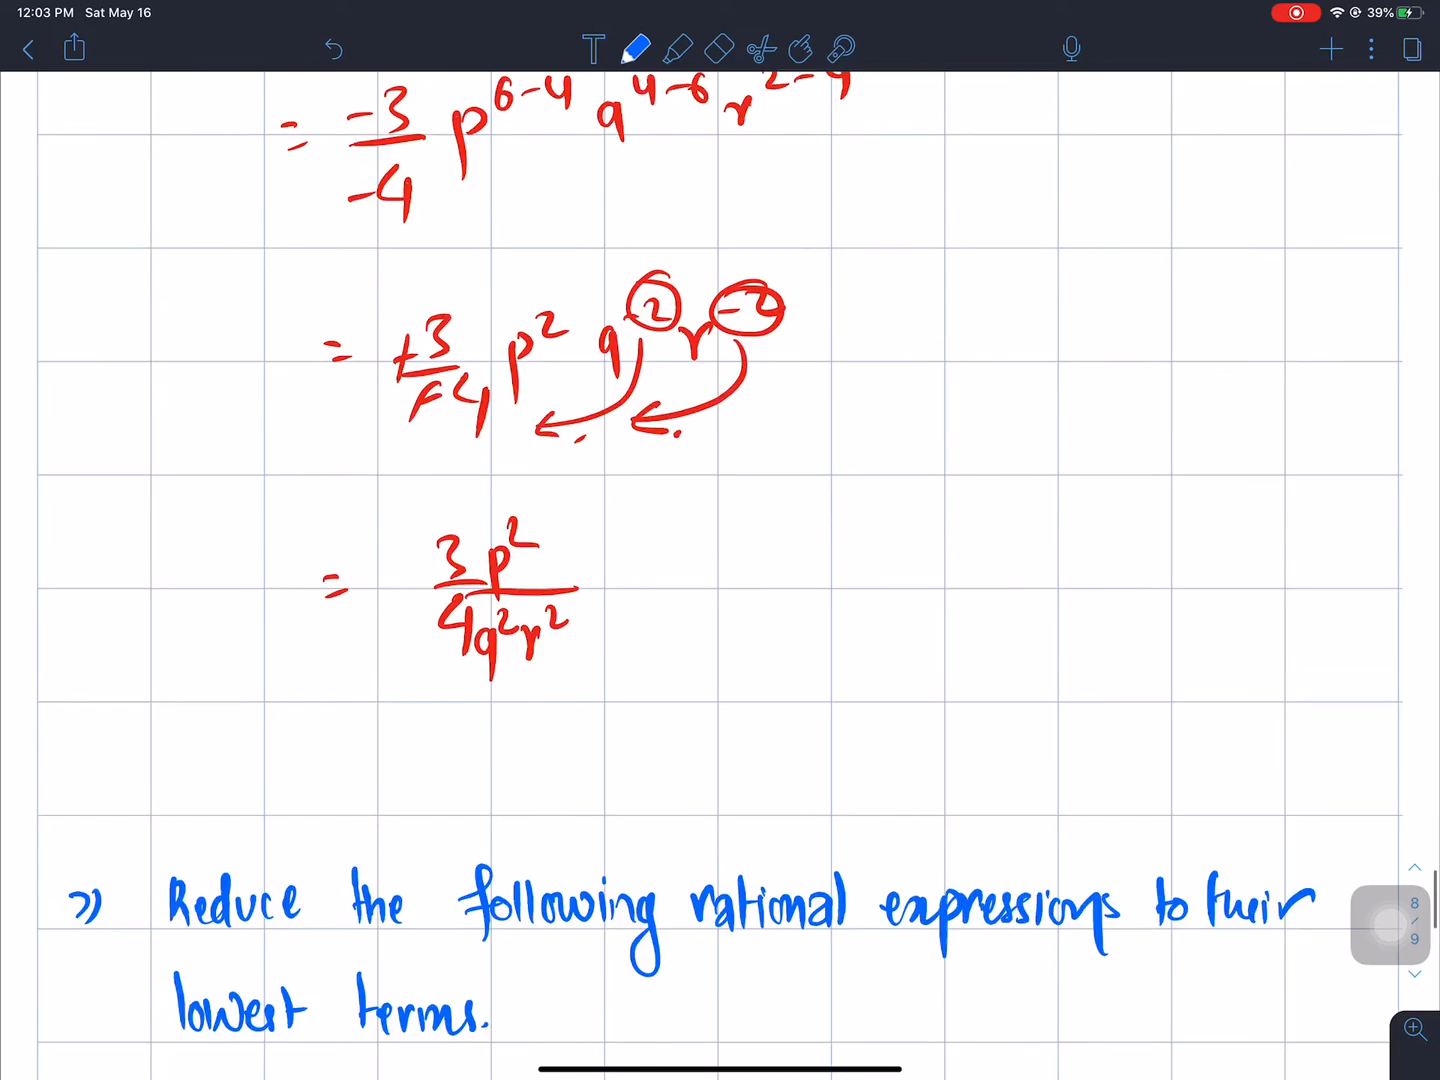 12:03 PM Sat May 16
39%
= -3/-4 p^6-4 q^4-6 r^2-4
= +3/-4 p^2 q^-2 r^-2
= 3p^2/4q^2r^2
Reduce the following rational expressions to their
lowest terms.
8
/
9